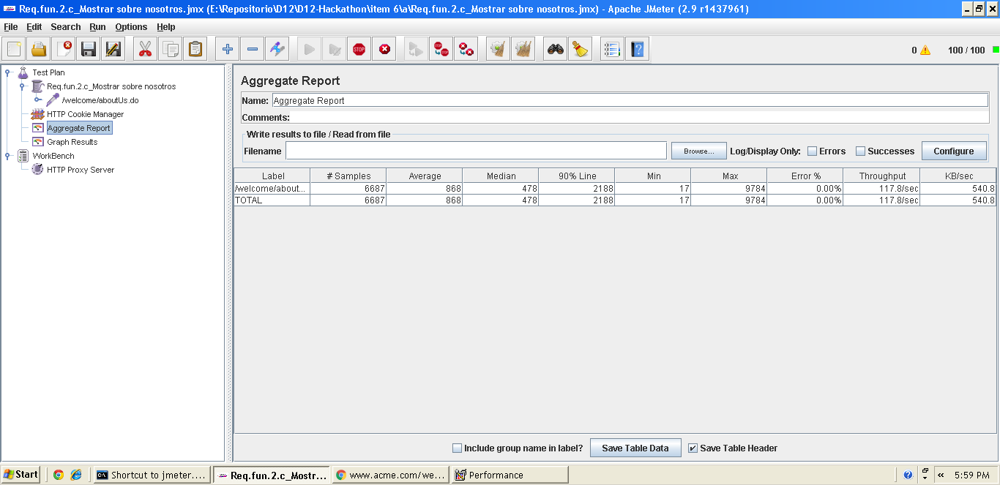 Req.fun.2.c_Mostrar sobre nosotros.jmx (E:\Repositorio\D12\D12-Hackathon\item 6\a\Req.fun.2.c_Mostrar sobre nosotros.jmx) - Apache JMeter (2.9 r1437961)
File Edit Search Run Options Help
STOP
0 100 / 100
Test Plan
Req.fun.2.c_Mostrar sobre nosotros
/welcome/aboutUs.do
HTTP Cookie Manager
Aggregate Report
Graph Results
WorkBench
HTTP Proxy Server
Aggregate Report
Name: Aggregate Report
Comments:
Write results to file / Read from file
Filename Browse... Log/Display Only: Errors Successes Configure
Label # Samples Average Median 90% Line Min Max Error % Throughput KB/sec
/welcome/about... 6687 868 478 2188 17 9784 0.00% 117.8/sec 540.8
TOTAL 6687 868 478 2188 17 9784 0.00% 117.8/sec 540.8
Include group name in label? Save Table Data Save Table Header
Start Shortcut to jmeter.... Req.fun.2.c_Mostr... www.acme.com/we... Performance « 5:59 PM